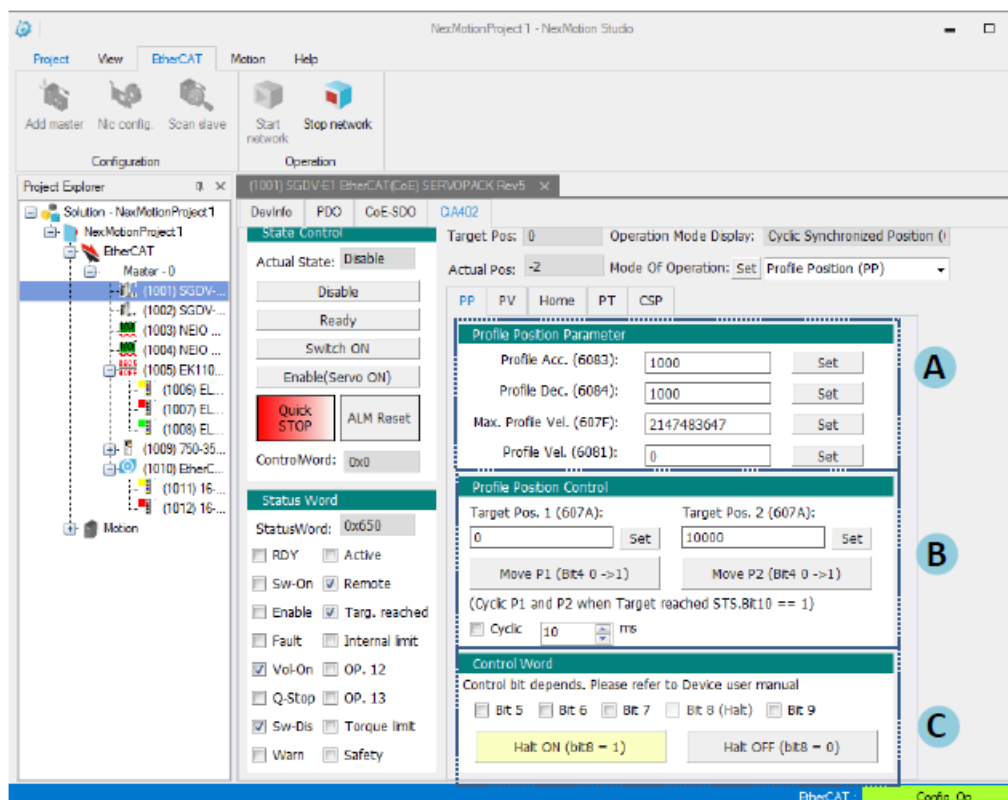 NexMotionProject 1 - NexMotion Studio
Project View EtherCAT Motion Help
Add master Nic config. Scan slave Start network Stop network
Configuration Operation
Project Explorer
Solution - NexMotionProject 1
NexMotionProject 1
EtherCAT
Master - 0
(1001) SGDV-...
(1002) SGDV-...
(1003) NEIO ...
(1004) NEIO ...
(1005) EK110...
(1006) EL...
(1007) EL...
(1008) EL...
(1009) 750-35...
(1010) EtherC...
(1011) 16-...
(1012) 16-...
Motion
(1001) SGDV-E1 EtherCAT(CoE) SERVOPACK Rev5
DevInfo PDO CoE-SDO CiA402
State Control
Actual State: Disable
Disable
Ready
Switch ON
Enable(Servo ON)
Quick STOP ALM Reset
ControlWord: 0x0
Status Word
StatusWord: 0x650
RDY Active
Sw-On Remote
Enable Targ. reached
Fault Internal limit
Vol-On OP. 12
Q-Stop OP. 13
Sw-Dis Torque limit
Warn Safety
Target Pos: 0 Operation Mode Display: Cyclic Synchronized Position (
Actual Pos: -2 Mode Of Operation: Set Profile Position (PP)
PP PV Home PT CSP
Profile Position Parameter
Profile Acc. (6083): 1000 Set
Profile Dec. (6084): 1000 Set
Max. Profile Vel. (607F): 2147483647 Set
Profile Vel. (6081): 0 Set
A
Profile Position Control
Target Pos. 1 (607A): Target Pos. 2 (607A):
0 Set 10000 Set
Move P1 (Bit4 0 ->1) Move P2 (Bit4 0 ->1)
(Cyclic P1 and P2 when Target reached STS.Bit10 == 1)
Cyclic 10 ms
B
Control Word
Control bit depends. Please refer to Device user manual
Bit 5 Bit 6 Bit 7 Bit 8 (Halt) Bit 9
Halt ON (bit8 = 1) Halt OFF (bit8 = 0)
C
EtherCAT : Config. Op